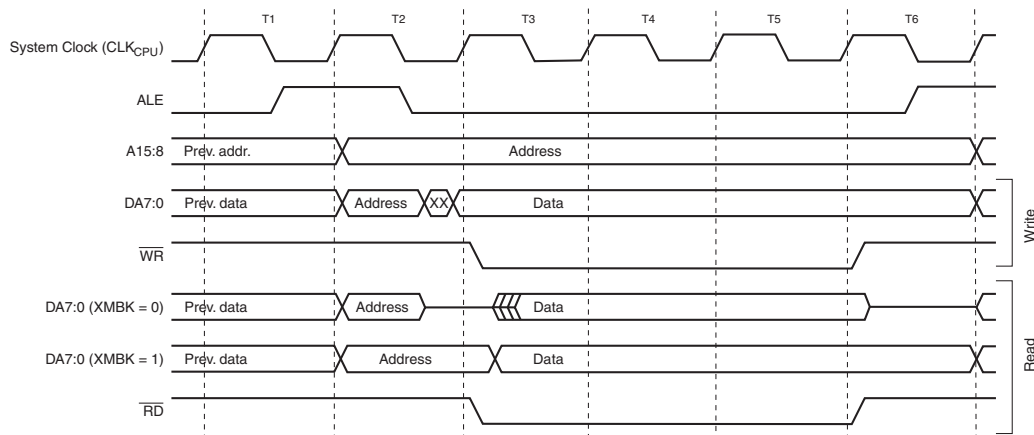 T1 T2 T3 T4 T5 T6
System Clock (CLKCPU)
ALE
A15:8 Prev. addr. Address
DA7:0 Prev. data Address XX Data
WR
Write
DA7:0 (XMBK = 0) Prev. data Address Data
DA7:0 (XMBK = 1) Prev. data Address Data
RD
Read